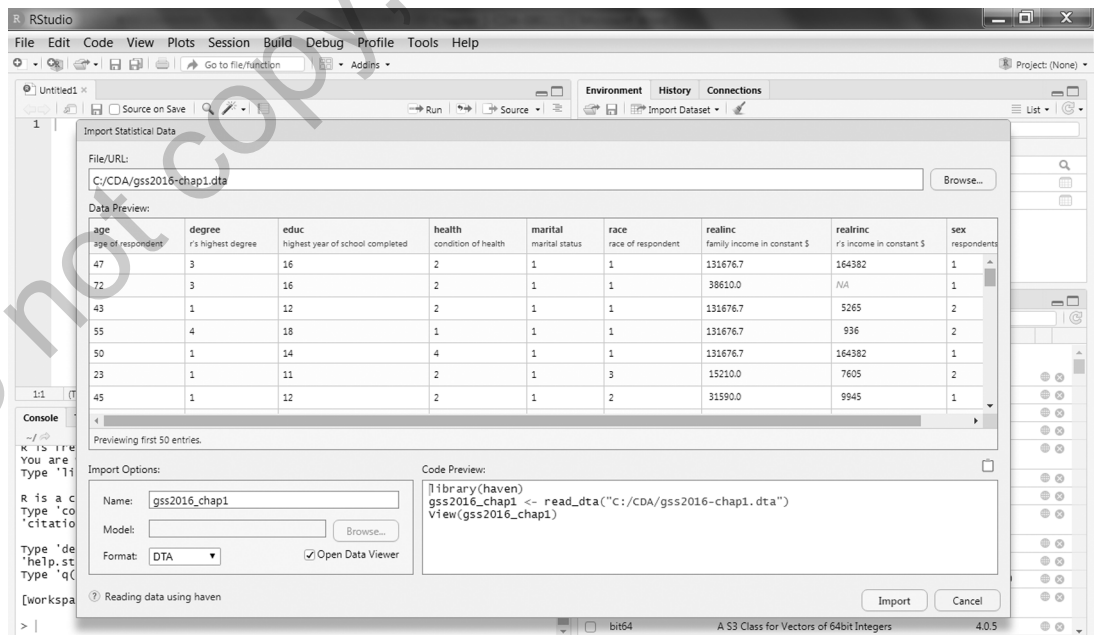 RStudio
File Edit Code View Plots Session Build Debug Profile Tools Help
Go to file/function Addins
Project: (None)
Untitled1
Environment History Connections
Source on Save Run Source
Import Dataset List
1
Import Statistical Data
File/URL:
C:/CDA/gss2016-chap1.dta Browse...
Data Preview:
age degree educ health marital race realinc realrinc sex
age of respondent r's highest degree highest year of school completed condition of health marital status race of respondent family income in constant $ r's income in constant $ respondents
47 3 16 2 1 1 131676.7 164382 1
72 3 16 2 1 1 38610.0 NA 1
43 1 12 2 1 1 131676.7 5265 2
55 4 18 1 1 1 131676.7 936 2
50 1 14 4 1 1 131676.7 164382 1
23 1 11 2 1 3 15210.0 7605 2
45 1 12 2 1 2 31590.0 9945 1
Previewing first 50 entries.
1:1 (T
Console
~/
You are
Type 'li
R is a c
Type 'co
'citatio
Type 'de
'help.st
Type 'q(
[workspa
>
Import Options:
Name: gss2016_chap1
Model: Browse...
Format: DTA Open Data Viewer
Code Preview:
library(haven)
gss2016_chap1 <- read_dta("C:/CDA/gss2016-chap1.dta")
View(gss2016_chap1)
Reading data using haven
Import Cancel
bit64 A S3 Class for Vectors of 64bit Integers 4.0.5
not copy,